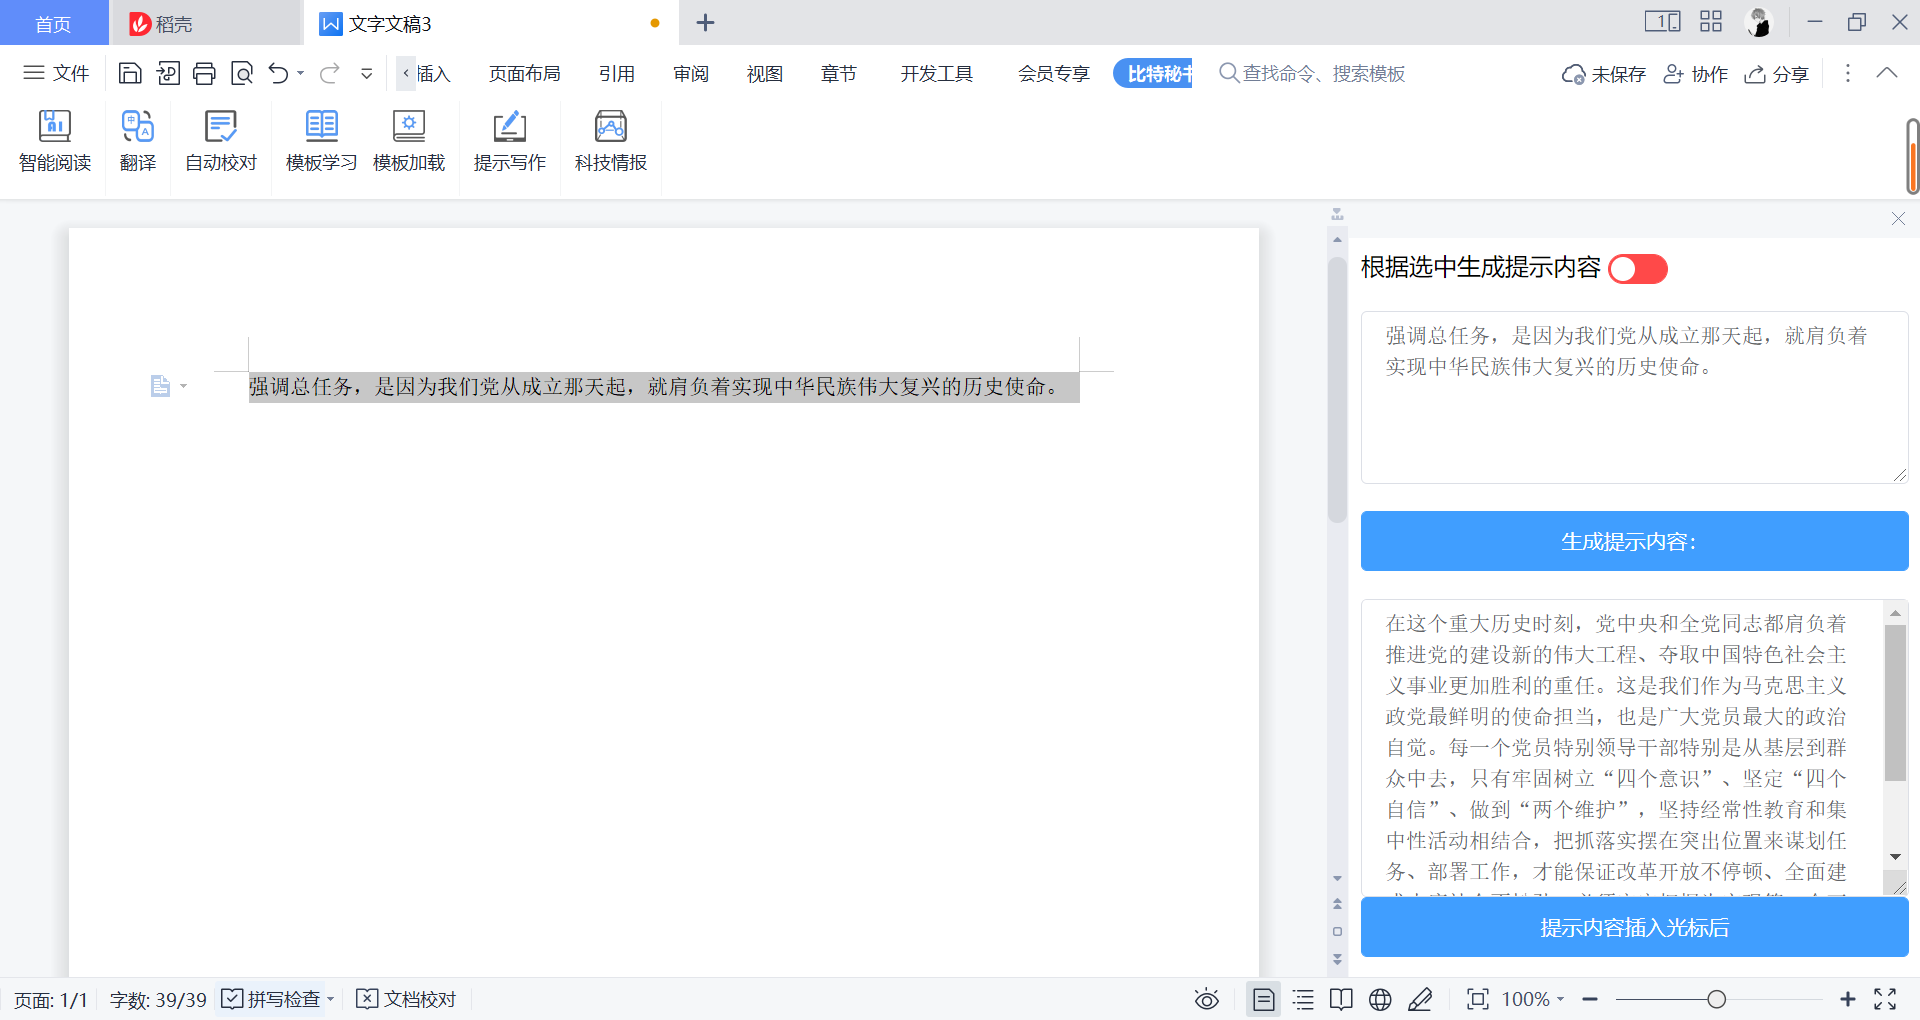 首页
稻壳
文字文稿3
文件
插入
页面布局
引用
审阅
视图
章节
开发工具
会员专享
比特秘书
查找命令、搜索模板
未保存
协作
分享
智能阅读
翻译
自动校对
模板学习
模板加载
提示写作
科技情报
强调总任务，是因为我们党从成立那天起，就肩负着实现中华民族伟大复兴的历史使命。
根据选中生成提示内容
强调总任务，是因为我们党从成立那天起，就肩负着
实现中华民族伟大复兴的历史使命。
生成提示内容：
在这个重大历史时刻，党中央和全党同志都肩负着
推进党的建设新的伟大工程、夺取中国特色社会主
义事业更加胜利的重任。这是我们作为马克思主义
政党最鲜明的使命担当，也是广大党员最大的政治
自觉。每一个党员特别领导干部特别是从基层到群
众中去，只有牢固树立“四个意识”、坚定“四个
自信”、做到“两个维护”，坚持经常性教育和集
中性活动相结合，把抓落实摆在突出位置来谋划任
务、部署工作，才能保证改革开放不停顿、全面建
提示内容插入光标后
页面: 1/1
字数: 39/39
拼写检查
文档校对
100%